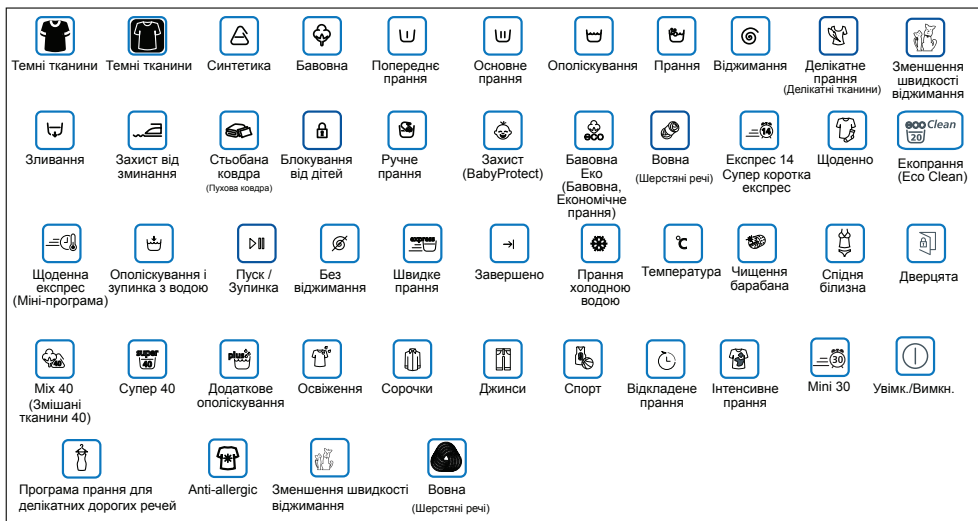 Темні тканини
Темні тканини
Синтетика
Бавовна
Попереднє
прання
Основне
прання
Ополіскування
Прання
Віджимання
Делікатне
прання
(Делікатні тканини)
Зменшення
швидкості
віджимання
Зливання
Захист від
зминання
Стьобана
ковдра
(Пухова ковдра)
Блокування
від дітей
Ручне
прання
Захист
(BabyProtect)
eco
Бавовна
Еко
(Бавовна,
Економічне
прання)
Вовна
(Шерстяні речі)
14
Експрес 14
Супер коротка
експрес
Щоденно
eco Clean
20
Екопрання
(Eco Clean)
Щоденна
експрес
(Міні-програма)
Ополіскування і
зупинка з водою
Пуск /
Зупинка
Без
віджимання
express
Швидке
прання
Завершено
Прання
холодною
водою
°C
Температура
Чищення
барабана
Спідня
білизна
Дверцята
40
Mix 40
(Змішані
тканини 40)
super
40
Супер 40
plus
Додаткове
ополіскування
Освіження
Сорочки
Джинси
Спорт
Відкладене
прання
Інтенсивне
прання
30
Mini 30
Увімк./Вимкн.
Програма прання для
делікатних дорогих речей
Anti-allergic
Зменшення швидкості
віджимання
Вовна
(Шерстяні речі)